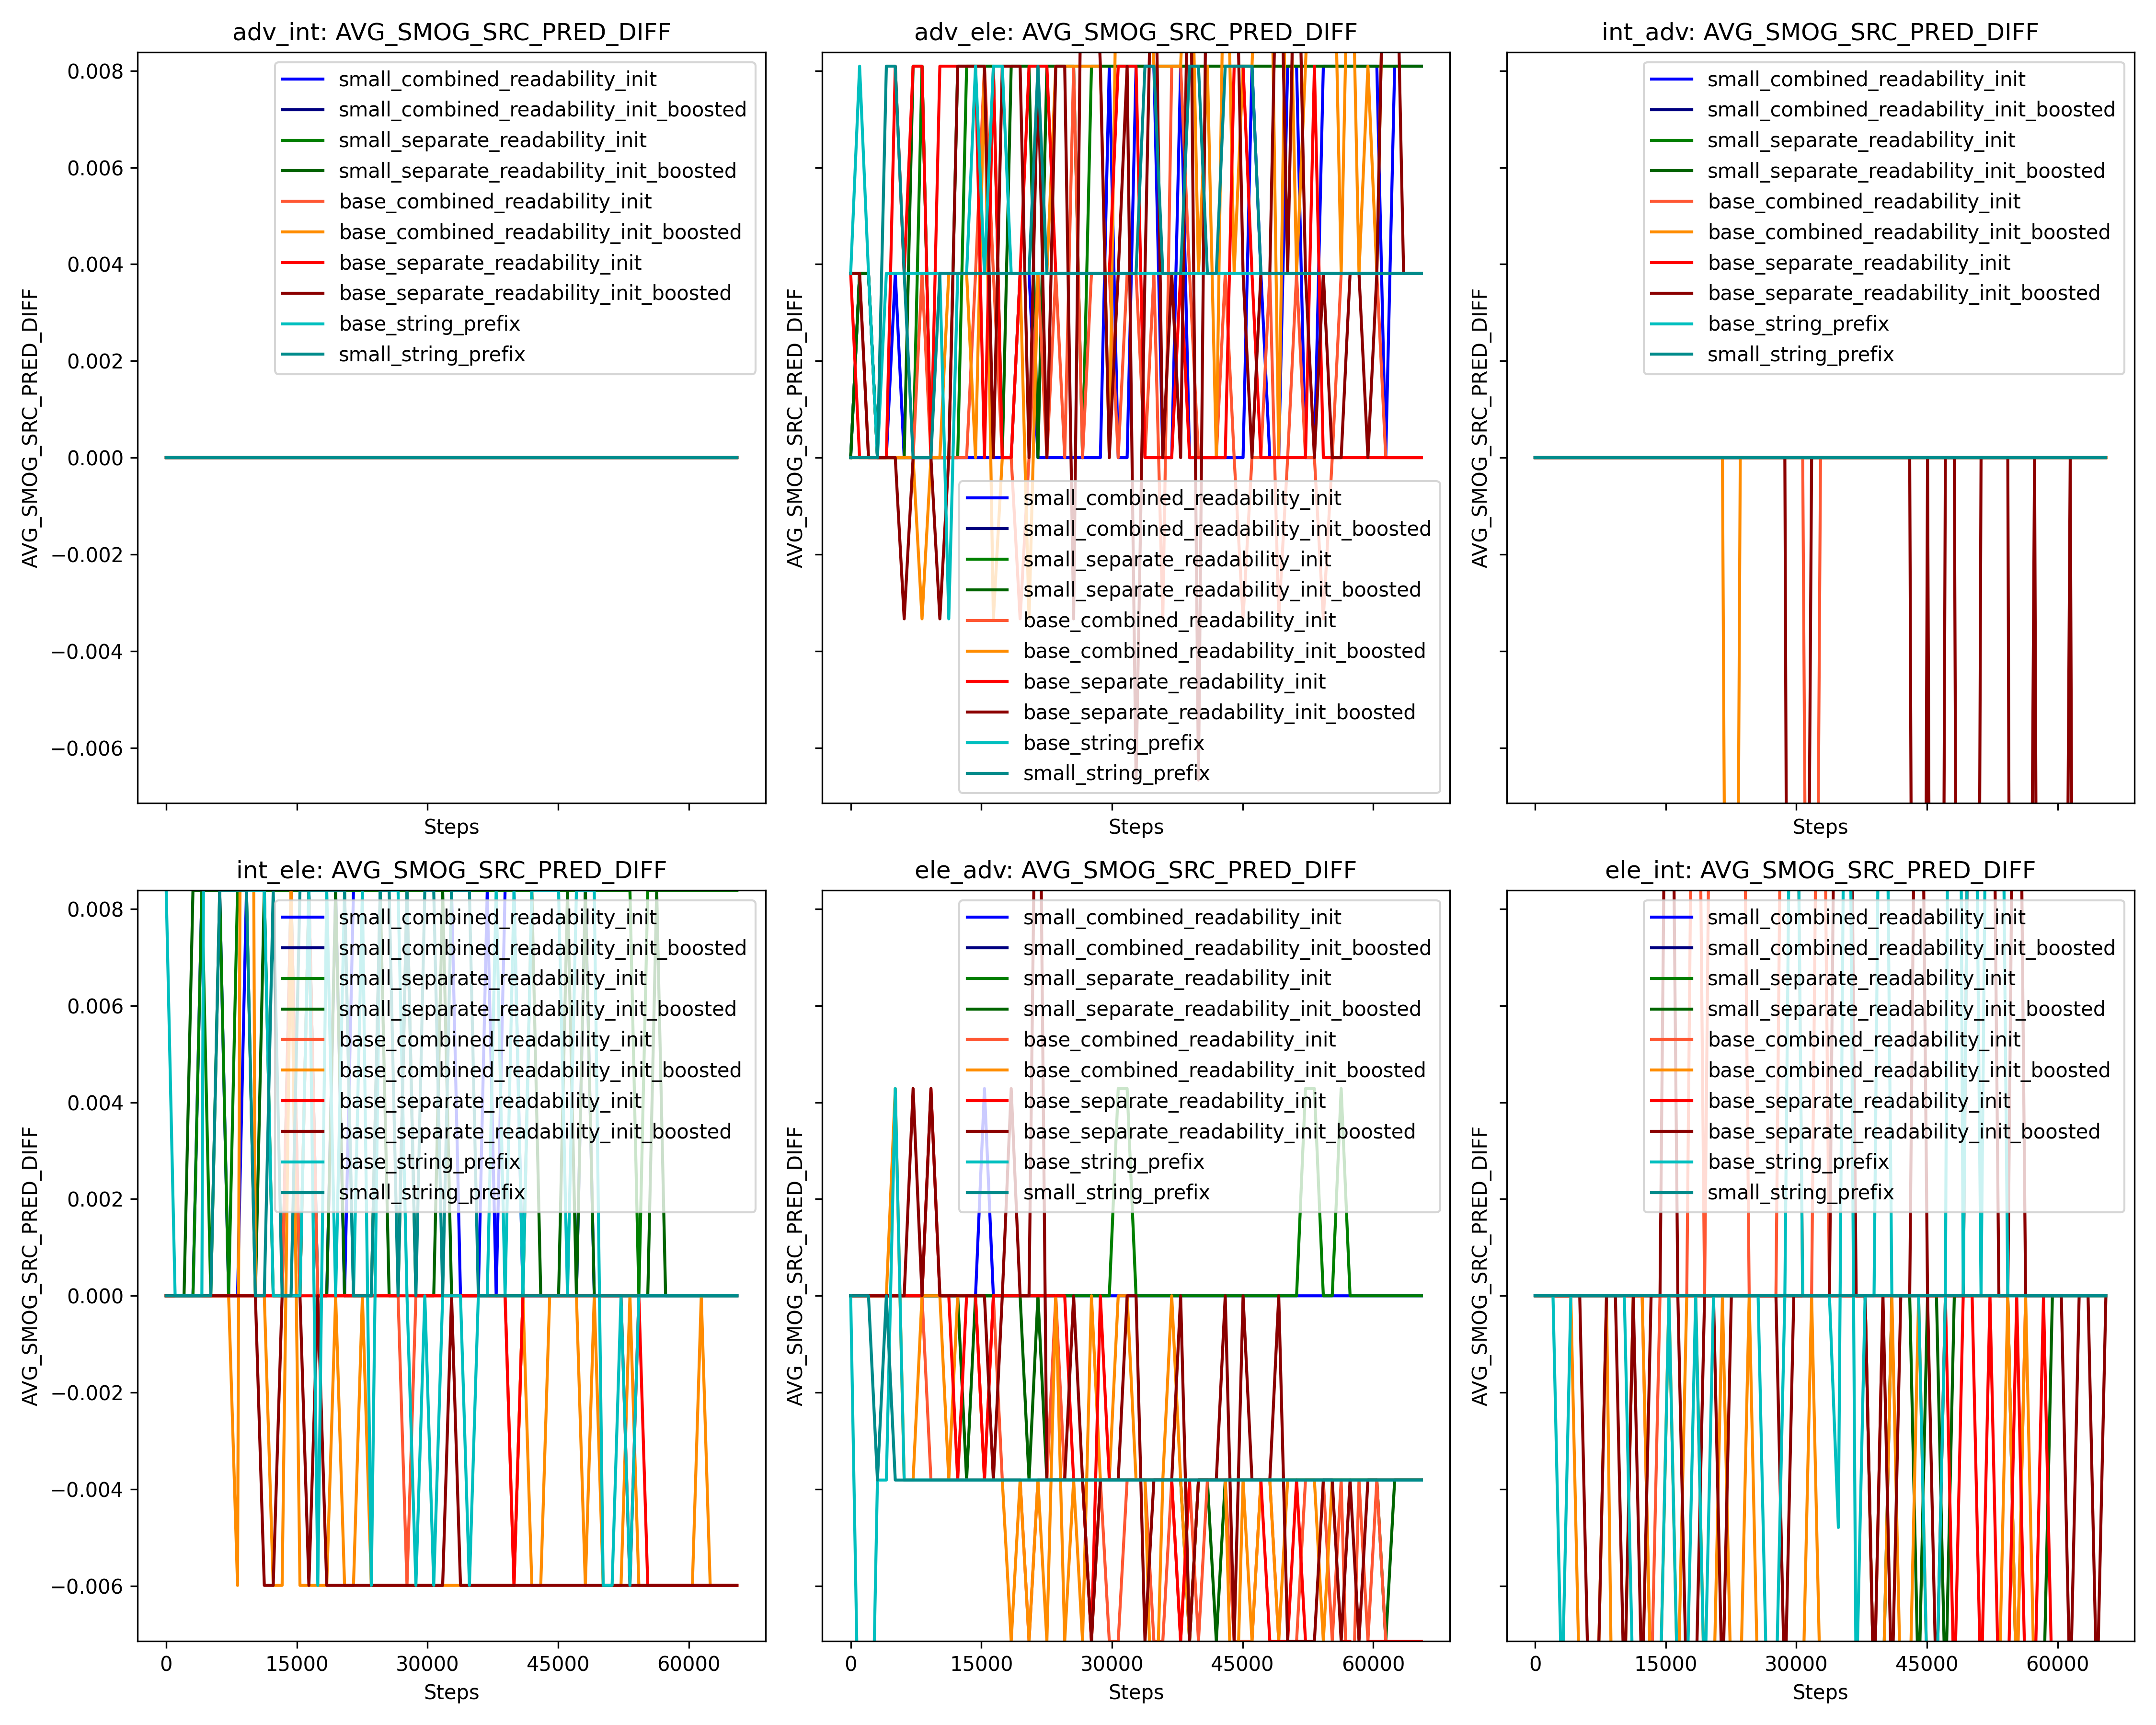 adv_int: AVG_SMOG_SRC_PRED_DIFF
AVG_SMOG_SRC_PRED_DIFF
0.008
0.006
0.004
0.002
0.000
−0.002
−0.004
−0.006
small_combined_readability_init
small_combined_readability_init_boosted
small_separate_readability_init
small_separate_readability_init_boosted
base_combined_readability_init
base_combined_readability_init_boosted
base_separate_readability_init
base_separate_readability_init_boosted
base_string_prefix
small_string_prefix
Steps
adv_ele: AVG_SMOG_SRC_PRED_DIFF
AVG_SMOG_SRC_PRED_DIFF
small_combined_readability_init
small_combined_readability_init_boosted
small_separate_readability_init
small_separate_readability_init_boosted
base_combined_readability_init
base_combined_readability_init_boosted
base_separate_readability_init
base_separate_readability_init_boosted
base_string_prefix
small_string_prefix
Steps
int_adv: AVG_SMOG_SRC_PRED_DIFF
AVG_SMOG_SRC_PRED_DIFF
small_combined_readability_init
small_combined_readability_init_boosted
small_separate_readability_init
small_separate_readability_init_boosted
base_combined_readability_init
base_combined_readability_init_boosted
base_separate_readability_init
base_separate_readability_init_boosted
base_string_prefix
small_string_prefix
Steps
int_ele: AVG_SMOG_SRC_PRED_DIFF
AVG_SMOG_SRC_PRED_DIFF
0.008
0.006
0.004
0.002
0.000
−0.002
−0.004
−0.006
small_combined_readability_init
small_combined_readability_init_boosted
small_separate_readability_init
small_separate_readability_init_boosted
base_combined_readability_init
base_combined_readability_init_boosted
base_separate_readability_init
base_separate_readability_init_boosted
base_string_prefix
small_string_prefix
0 15000 30000 45000 60000
Steps
ele_adv: AVG_SMOG_SRC_PRED_DIFF
AVG_SMOG_SRC_PRED_DIFF
small_combined_readability_init
small_combined_readability_init_boosted
small_separate_readability_init
small_separate_readability_init_boosted
base_combined_readability_init
base_combined_readability_init_boosted
base_separate_readability_init
base_separate_readability_init_boosted
base_string_prefix
small_string_prefix
0 15000 30000 45000 60000
Steps
ele_int: AVG_SMOG_SRC_PRED_DIFF
AVG_SMOG_SRC_PRED_DIFF
small_combined_readability_init
small_combined_readability_init_boosted
small_separate_readability_init
small_separate_readability_init_boosted
base_combined_readability_init
base_combined_readability_init_boosted
base_separate_readability_init
base_separate_readability_init_boosted
base_string_prefix
small_string_prefix
0 15000 30000 45000 60000
Steps